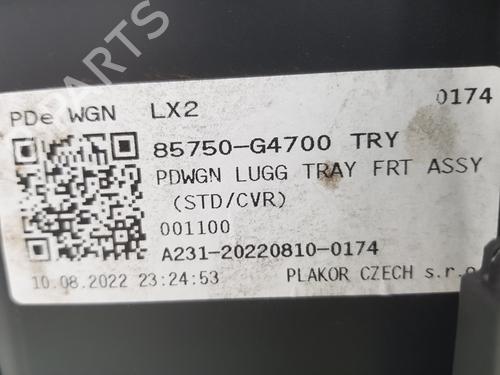 PARTS
PDe WGN LX2 0174
85750-G4700 TRY
PDWGN LUGG TRAY FRT ASSY
(STD/CVR)
001100
A231-20220810-0174
10.08.2022 23:24:53 PLAKOR CZECH s.r.o